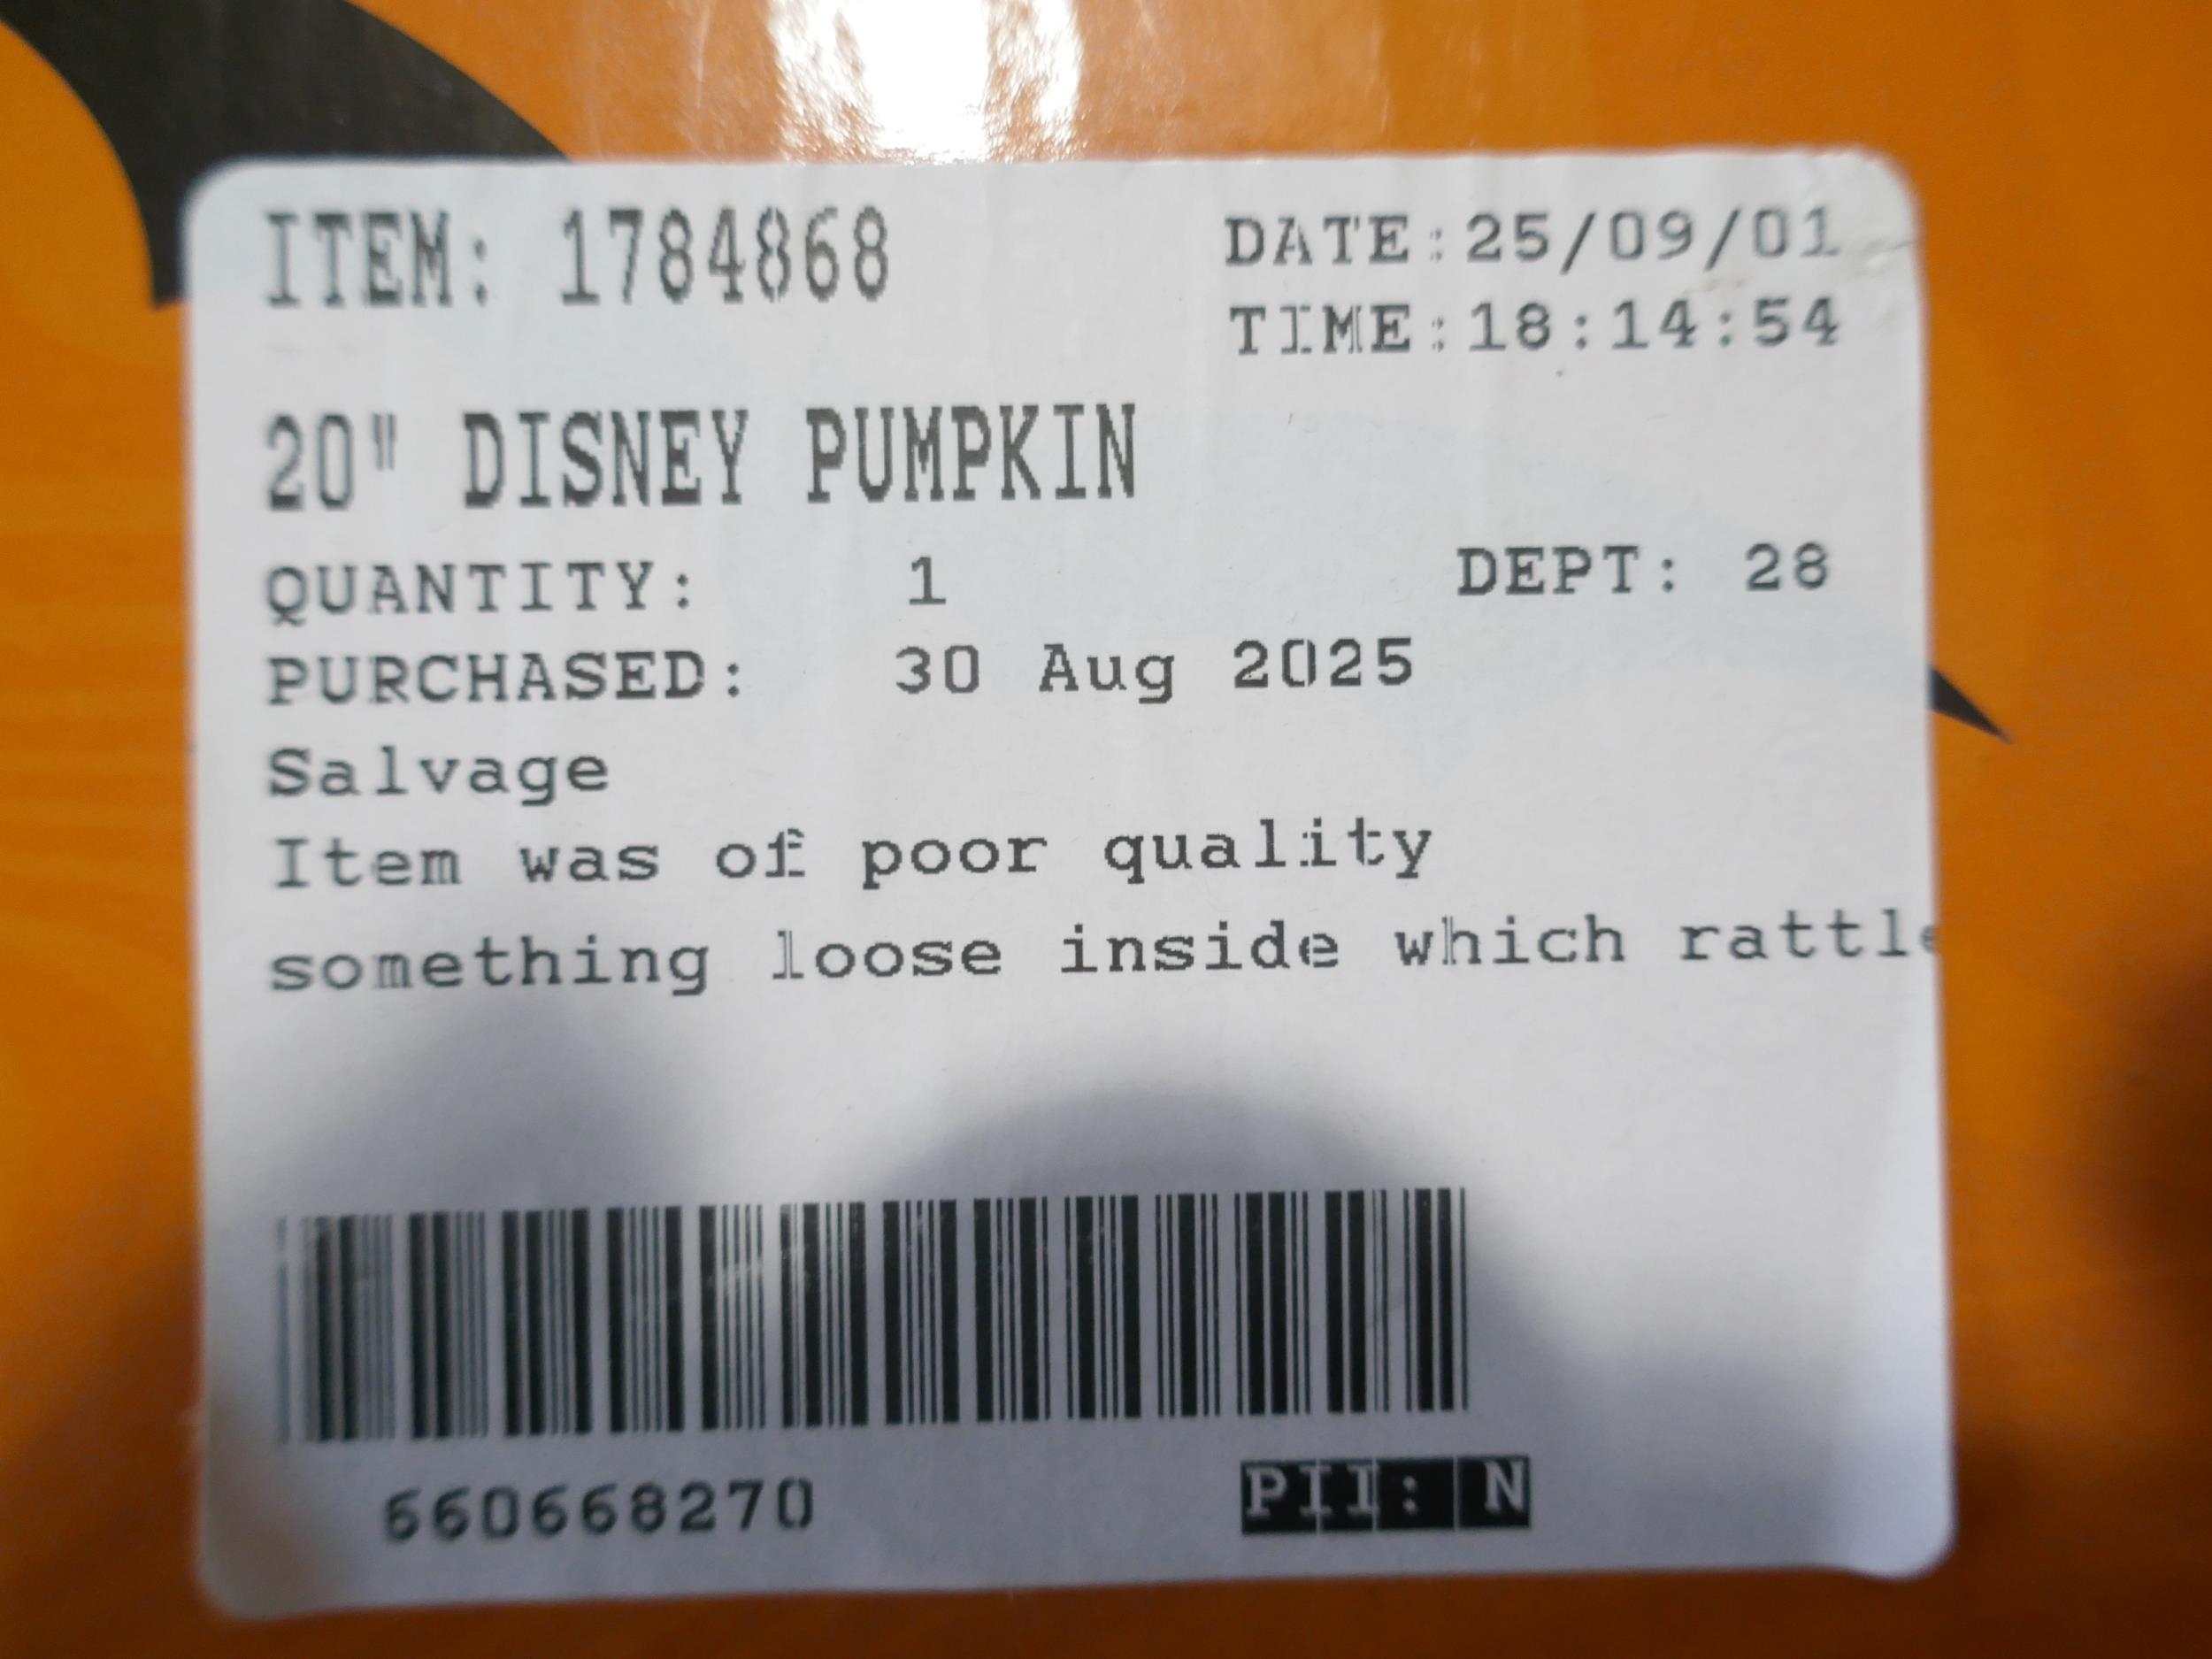 ITEM: 1784868
DATE:25/09/01
TIME:18:14:54
20" DISNEY PUMPKIN
QUANTITY: 1 DEPT: 28
PURCHASED: 30 Aug 2025
Salvage
Item was of poor quality
something loose inside which rattle
660668270 PII: N